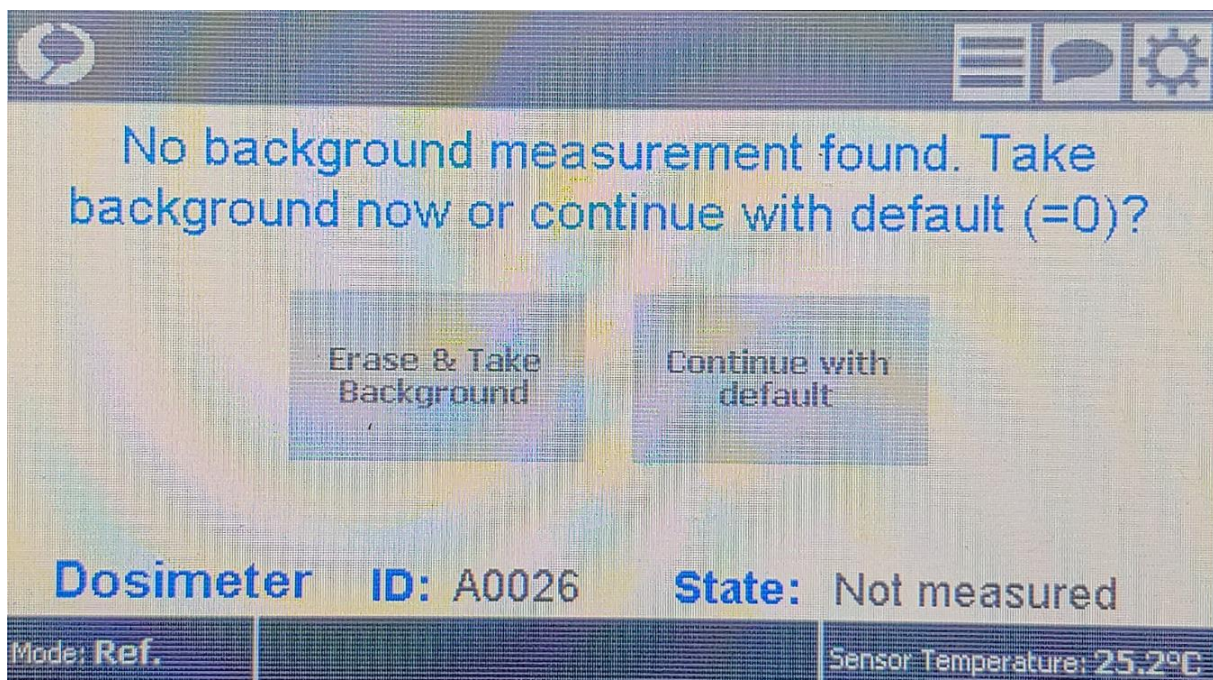 No background measurement found. Take
background now or continue with default (=0)?
Erase & Take
Background
Continue with
default
Dosimeter ID: A0026 State: Not measured
Mode: Ref.
Sensor Temperature: 25.2ºC